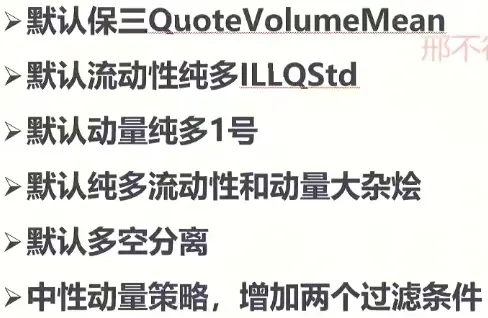 ➢默认保三QuoteVolumeMean
➢默认流动性纯多ILLQStd
➢默认动量纯多1号
➢默认纯多流动性和动量大杂烩
➢默认多空分离
➢中性动量策略，增加两个过滤条件
邢不